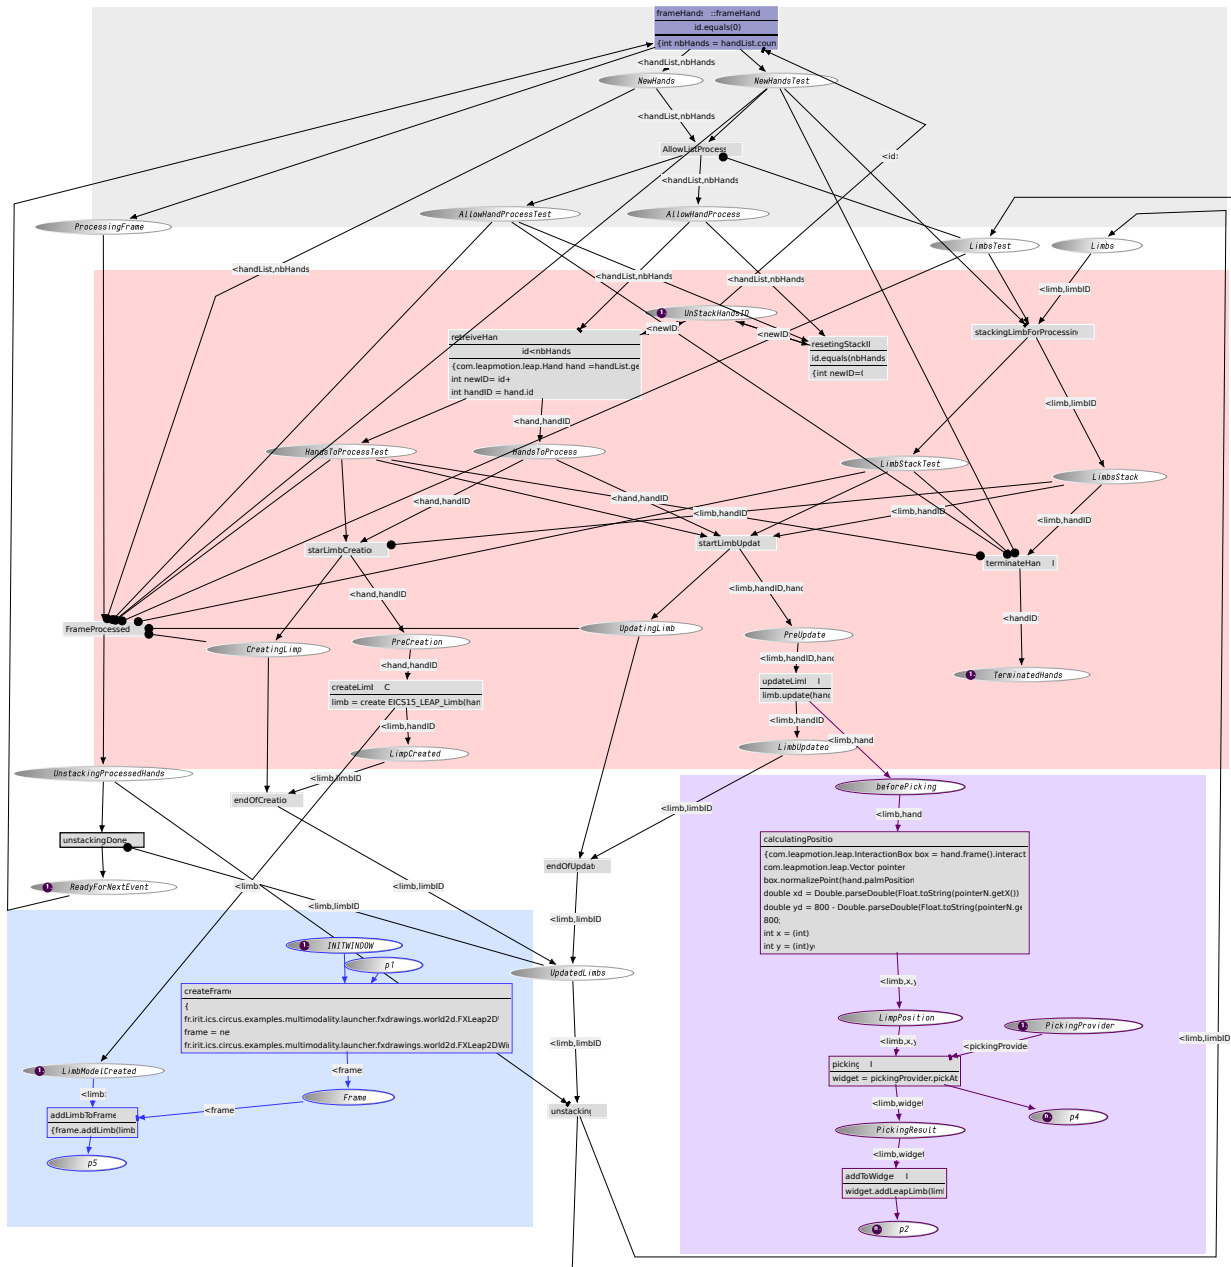 frameHands ::frameHand
id.equals(0)
{int nbHands = handList.coun
<handList,nbHands
NewHands
NewHandsTest
<handList,nbHands
AllowListProcess
<id>
<handList,nbHands
AllowHandProcessTest
AllowHandProcess
ProcessingFrame
LimbsTest
Limbs
<handList,nbHands
<handList,nbHands
<handList,nbHands
<limb,limbID
UnStackHandsID
<newID
<newID
stackingLimbForProcessing
retreiveHan
id<nbHands
{com.leapmotion.leap.Hand hand =handList.ge
int newID= id+
int handID = hand.id
resetingStackI
id.equals(nbHands
{int newID=(
<limb,limbID
<hand,handID
HandsToProcessTest
HandsToProcess
LimbStackTest
LimbsStack
<hand,handID
<hand,handID
<limb,handID
<limb,handID
<limb,handID
starLimbCreatio
startLimbUpdat
terminateHan I
<hand,handID
<limb,handID,hand
<handID
FrameProcessed
UpdatingLimb
PreUpdate
CreatingLimp
PreCreation
<hand,handID
<limb,handID,hand
TerminatedHands
createLiml C
limb = create EICS15_LEAP_Limb(han
updateLiml I
limb.update(hand
<limb,handID
<limb,handID
<limb,hand
LimpCreated
LimbUpdated
UnstackingProcessedHands
<limb,limbID
beforePicking
endOfCreatio
<limb,limbID
<limb,hand
unstackingDone
calculatingPositio
{com.leapmotion.leap.InteractionBox box = hand.frame().interact
com.leapmotion.leap.Vector pointer
box.normalizePoint(hand.palmPosition
double xd = Double.parseDouble(Float.toString(pointerN.getX())
double yd = 800 - Double.parseDouble(Float.toString(pointerN.ge
800;
int x = (int)
int y = (int)y
endOfUpdat
ReadyForNextEvent
<limb
<limb,limbID
<limb,limbID
<limb,limbID
INITWINDOW
p1
UpdatedLimbs
<limb,x,y
createFrame
{
fr.irit.ics.circus.examples.multimodality.launcher.fxdrawings.world2d.FXLeap2D
frame = ne
fr.irit.ics.circus.examples.multimodality.launcher.fxdrawings.world2d.FXLeap2DWi
LimpPosition
PickingProvider
<limb,limbID
<limb,x,y
<pickingProvide
<limb,limbID
LimbModelCreated
<frame
picking I
widget = pickingProvider.pickAt
<limb
Frame
<limb,widget
<frame
addLimbToFrame
{frame.addLimb(limb
unstacking
p4
PickingResult
<limb,widget
p5
addToWidge I
widget.addLeapLimb(lim
p2